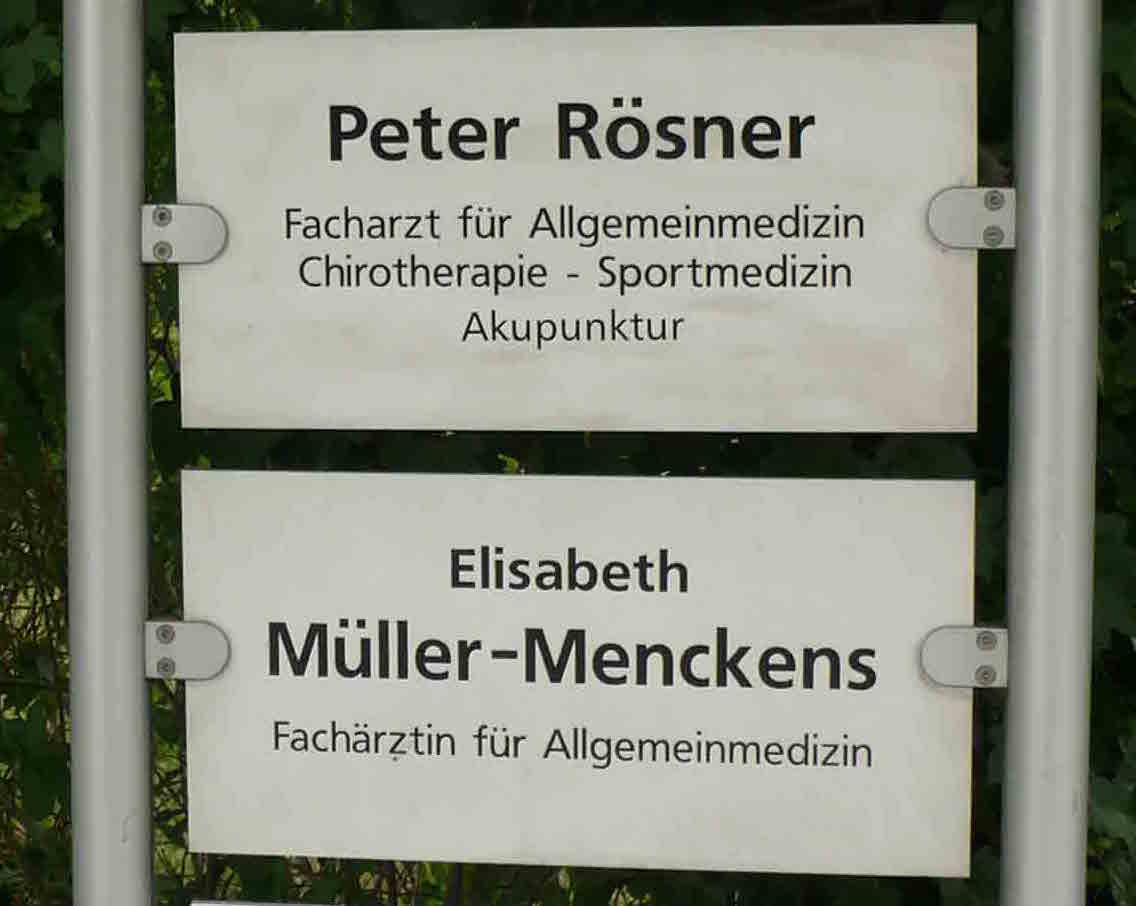 Peter Rösner
Facharzt für Allgemeinmedizin
Chirotherapie - Sportmedizin
Akupunktur
Elisabeth
Müller-Menckens
Fachärztin für Allgemeinmedizin